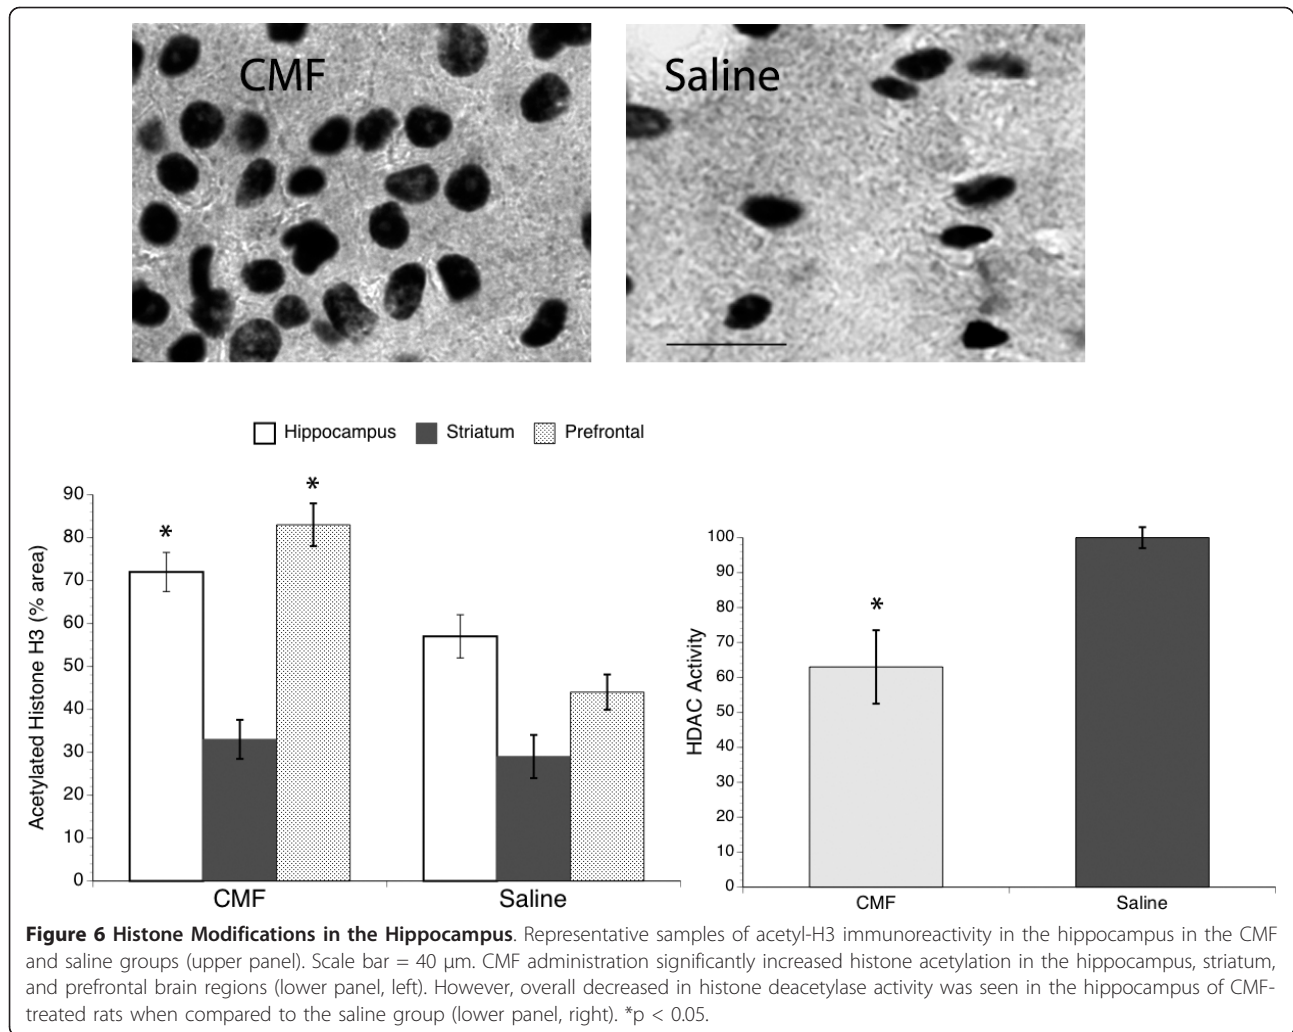 CMF
Saline
Hippocampus Striatum Prefrontal
Acetylated Histone H3 (% area)
90
80
70
60
50
40
30
20
10
0
*
*
CMF Saline
HDAC Activity
100
90
80
70
60
50
40
30
20
10
0
*
CMF Saline
Figure 6 Histone Modifications in the Hippocampus. Representative samples of acetyl-H3 immunoreactivity in the hippocampus in the CMF
and saline groups (upper panel). Scale bar = 40 μm. CMF administration significantly increased histone acetylation in the hippocampus, striatum,
and prefrontal brain regions (lower panel, left). However, overall decreased in histone deacetylase activity was seen in the hippocampus of CMF-
treated rats when compared to the saline group (lower panel, right). *p < 0.05.